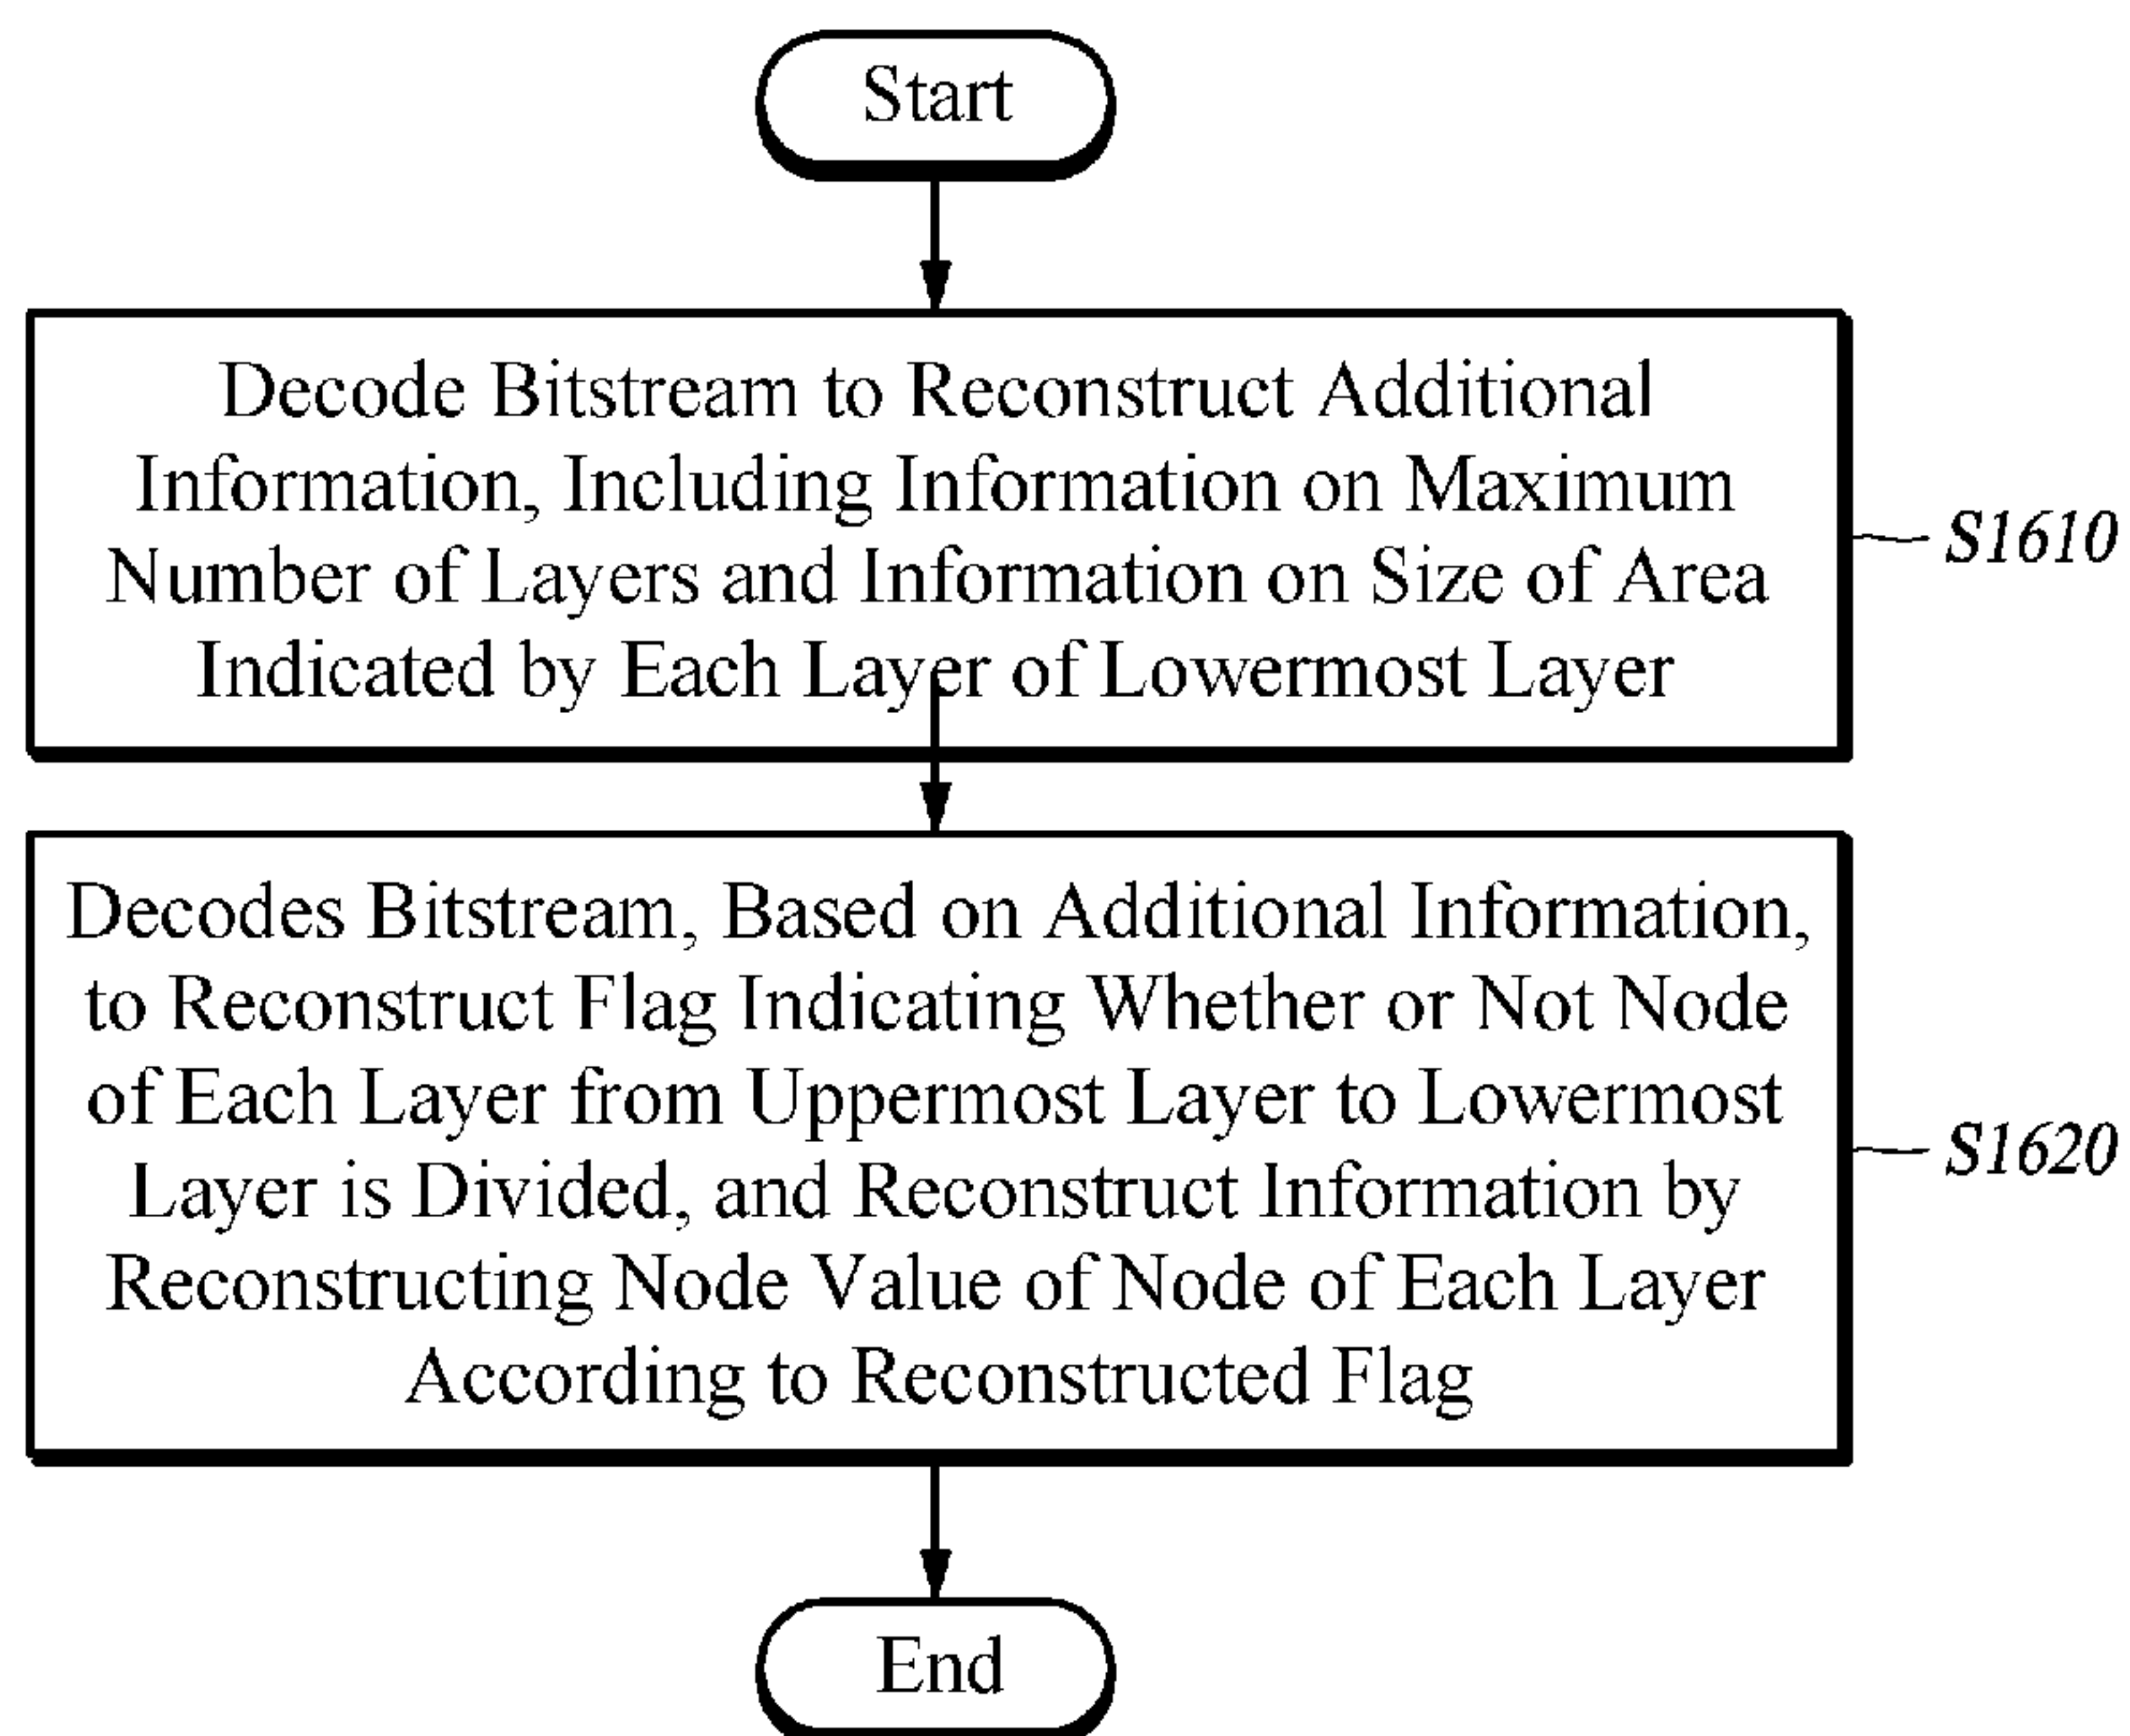 Start
Decode Bitstream to Reconstruct Additional
Information, Including Information on Maximum
Number of Layers and Information on Size of Area
Indicated by Each Layer of Lowermost Layer
S1610
Decodes Bitstream, Based on Additional Information,
to Reconstruct Flag Indicating Whether or Not Node
of Each Layer from Uppermost Layer to Lowermost
Layer is Divided, and Reconstruct Information by
Reconstructing Node Value of Node of Each Layer
According to Reconstructed Flag
S1620
End